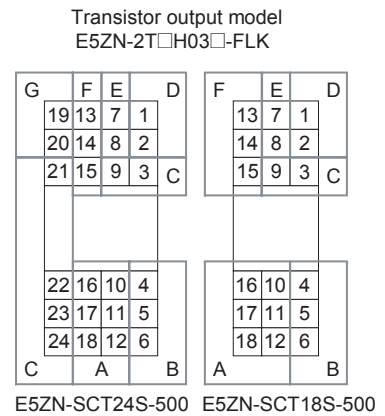 Transistor output model
E5ZN-2T□H03□-FLK
G F E D F E D
19 13 7 1 13 7 1
20 14 8 2 14 8 2
21 15 9 3 C 15 9 3 C
22 16 10 4 16 10 4
23 17 11 5 17 11 5
24 18 12 6 18 12 6
C A B A B
E5ZN-SCT24S-500 E5ZN-SCT18S-500